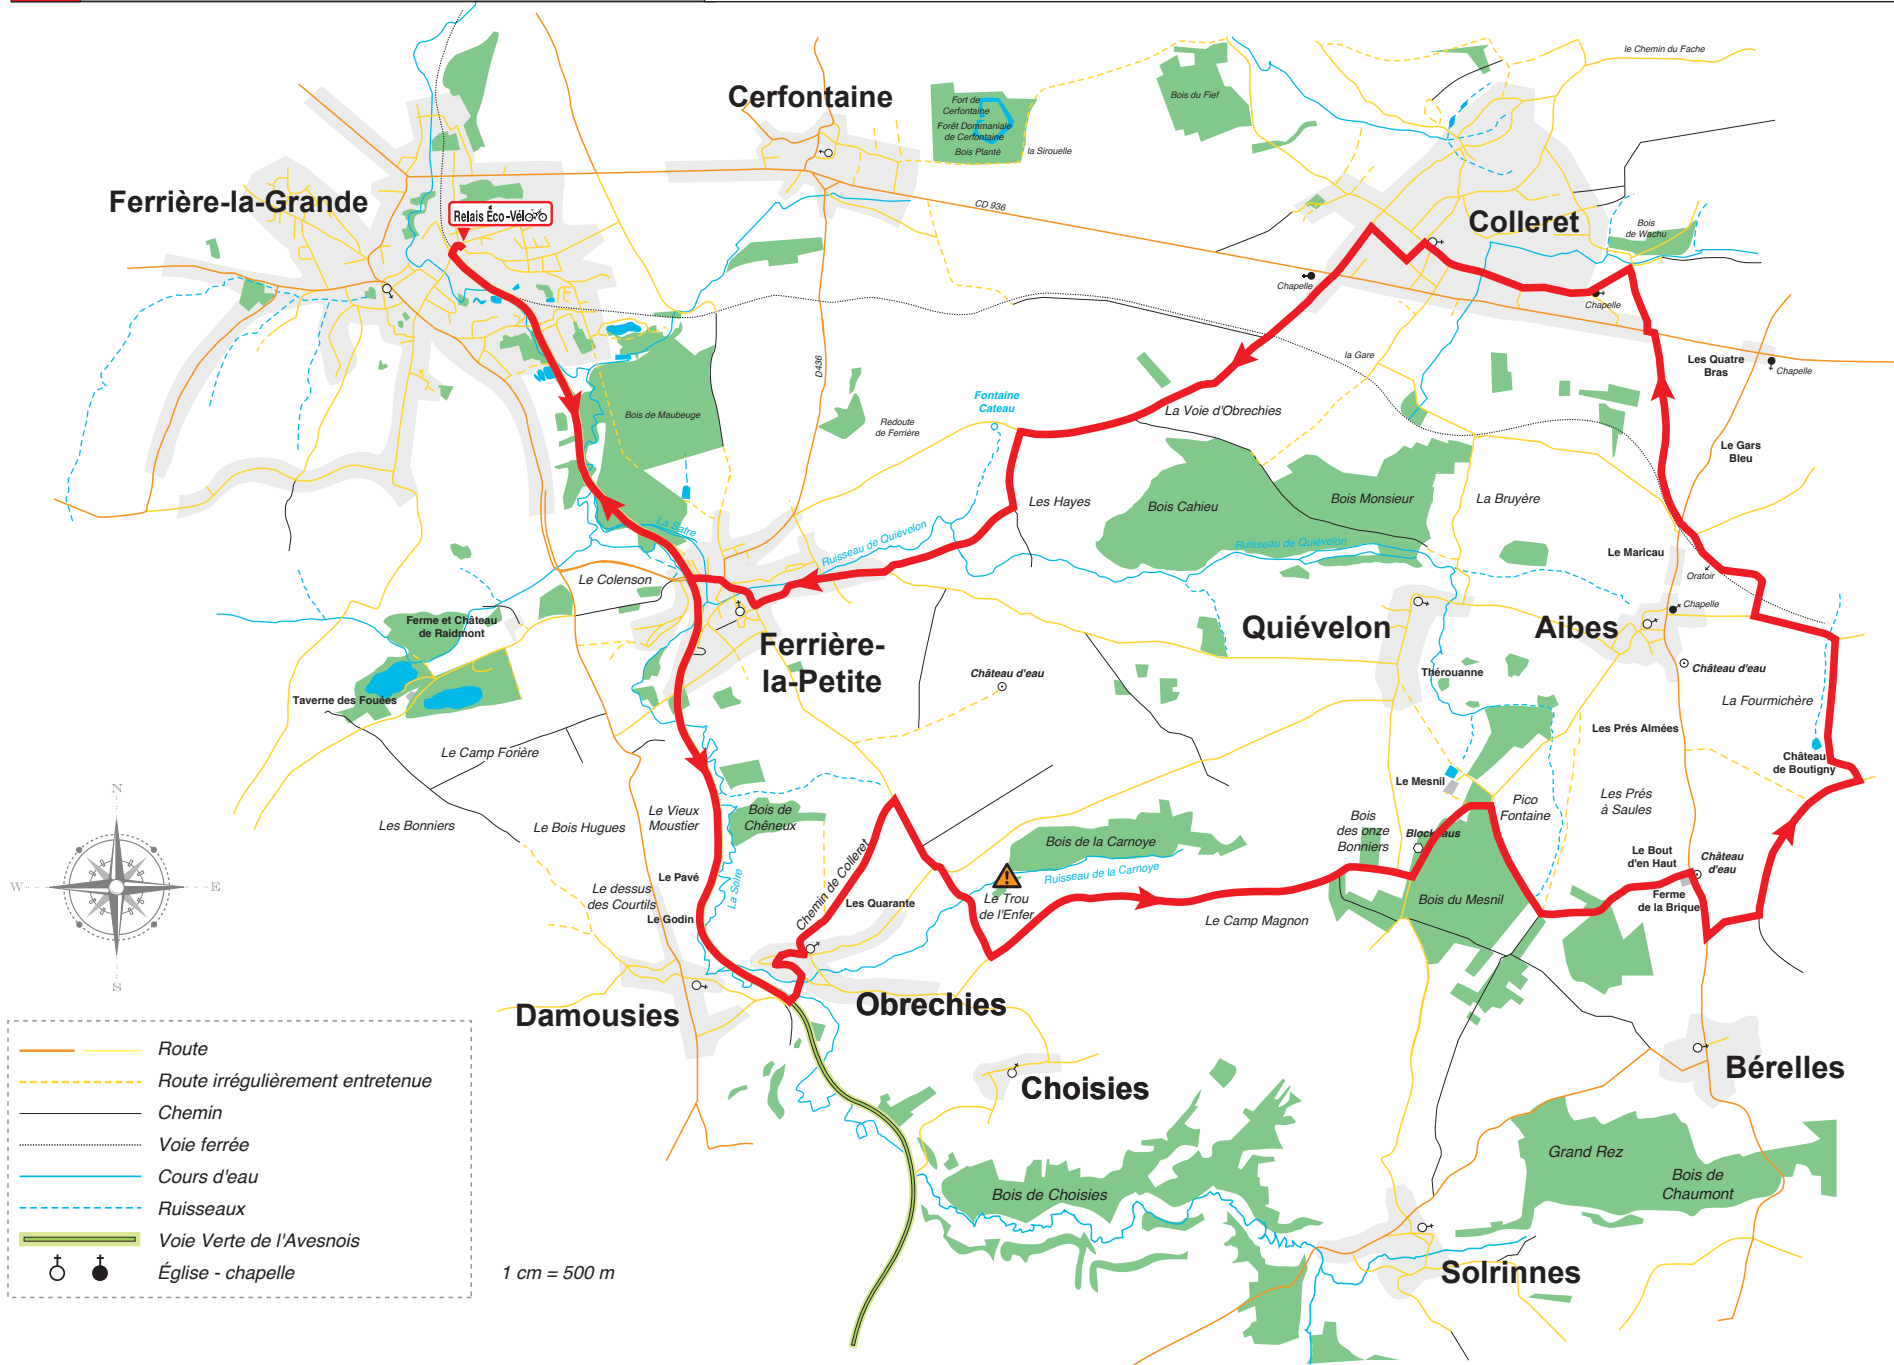 le Chemin du Fache
Cerfontaine
Bois du Fief
Fort de
Cerfontaine
Forêt Dommaniale
de Cerfontaine
Bois Planté
la Sirouelle
Ferrière-la-Grande
Relais Éco-Vélo
CD 936
Colleret
Bois
de Wachu
Chapelle
Chapelle
Les Quatre
Bras
Chapelle
la Gare
D436
Bois de Maubeuge
Redoute
de Ferrière
Fontaine
Cateau
La Voie d'Obrechies
Le Gars
Bleu
Les Hayes
Bois Cahieu
Bois Monsieur
La Bruyère
La Satre
Ruisseau de Quiévelon
Ruisseau de Quiévelon
Le Maricau
Oratoir
Le Colenson
Chapelle
Ferme et Château
de Raidmont
Ferrière-
la-Petite
Quiévelon
Aibes
Château d'eau
Château d'eau
Thérouanne
Taverne des Fouées
La Fourmichère
Les Prés Almées
Le Camp Forière
Château
de Boutigny
Le Mesnil
Pico
Fontaine
Les Prés
à Saules
Le Vieux
Moustier
Bois de
Chêneux
Les Bonniers
Le Bois Hugues
Bois
des onze
Bonniers
Blockhaus
Bois de la Carnoye
Ruisseau de la Carnoye
Chemin de Colleret
Le Bout
d'en Haut
Château
d'eau
Le Pavé
La Solre
Le dessus
des Courtils
Le Godin
Les Quarante
Le Trou
de l'Enfer
Le Camp Magnon
Bois du Mesnil
Ferme
de la Brique
N
W
E
S
Damousies
Obrechies
Choisies
Bérelles
Grand Rez
Bois de
Chaumont
Bois de Choisies
Solrinnes
Route
Route irrégulièrement entretenue
Chemin
Voie ferrée
Cours d'eau
Ruisseaux
Voie Verte de l'Avesnois
Église - chapelle
1 cm = 500 m